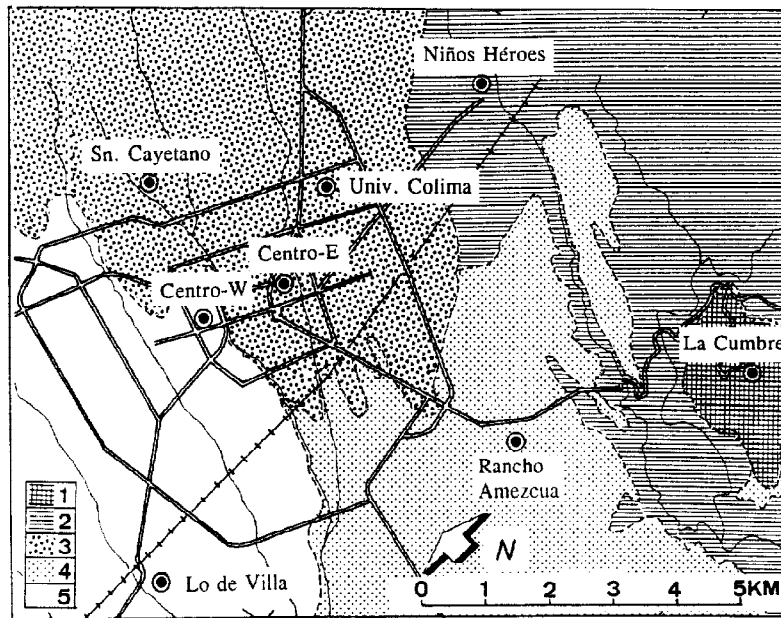 Niños Héroes
Sn. Cayetano
Univ. Colima
Centro-E
Centro-W
La Cumbre
Rancho
Amezcua
1
2
3
4
5
Lo de Villa
N
0 1 2 3 4 5KM